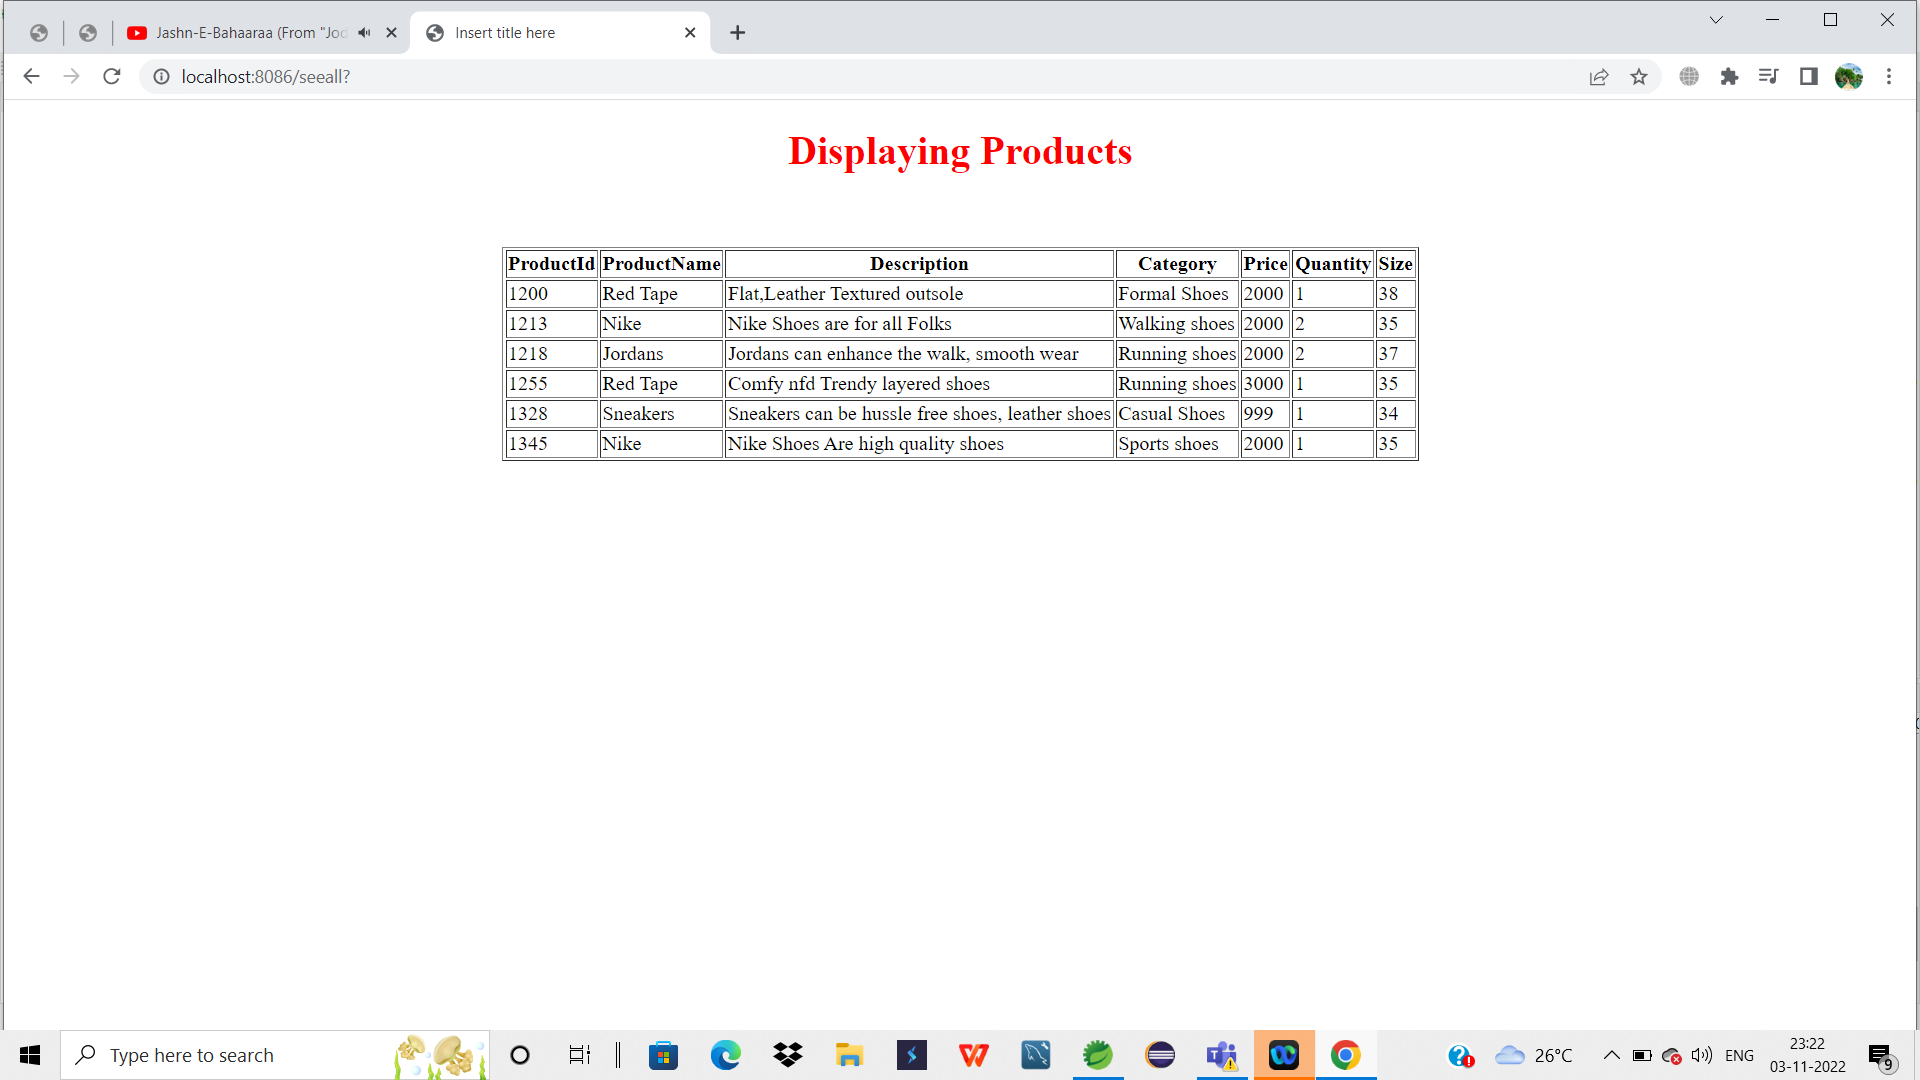 Jashn-E-Bahaaraa (From "Jod
Insert title here
localhost:8086/seeall?
Displaying Products
ProductId ProductName Description Category Price Quantity Size
1200 Red Tape Flat,Leather Textured outsole Formal Shoes 2000 1 38
1213 Nike Nike Shoes are for all Folks Walking shoes 2000 2 35
1218 Jordans Jordans can enhance the walk, smooth wear Running shoes 2000 2 37
1255 Red Tape Comfy nfd Trendy layered shoes Running shoes 3000 1 35
1328 Sneakers Sneakers can be hussle free shoes, leather shoes Casual Shoes 999 1 34
1345 Nike Nike Shoes Are high quality shoes Sports shoes 2000 1 35
Type here to search
26°C
ENG
23:22
03-11-2022
9